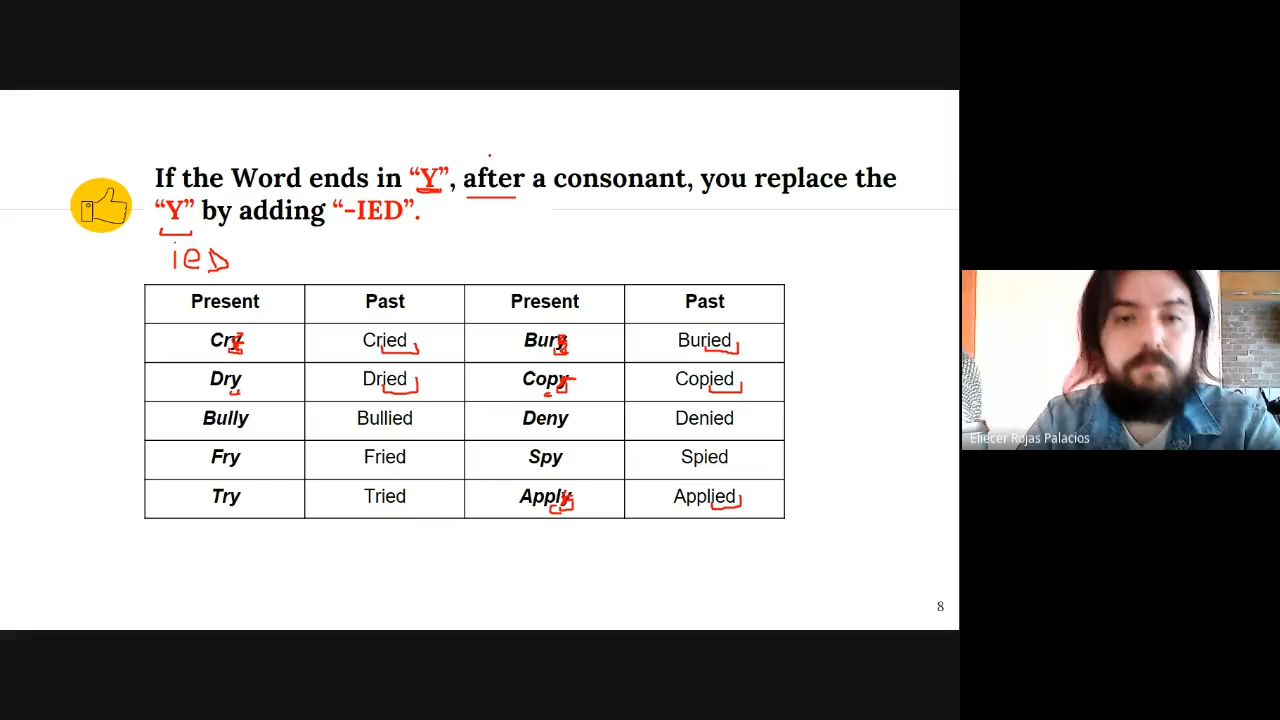 If the Word ends in “Y”, after a consonant, you replace the
“Y” by adding “-IED”.
ieD
Present Past Present Past
Cry Cried Bury Buried
Dry Dried Copy Copied
Bully Bullied Deny Denied
Fry Fried Spy Spied
Try Tried Apply Applied
8
Eliecer Rojas Palacios